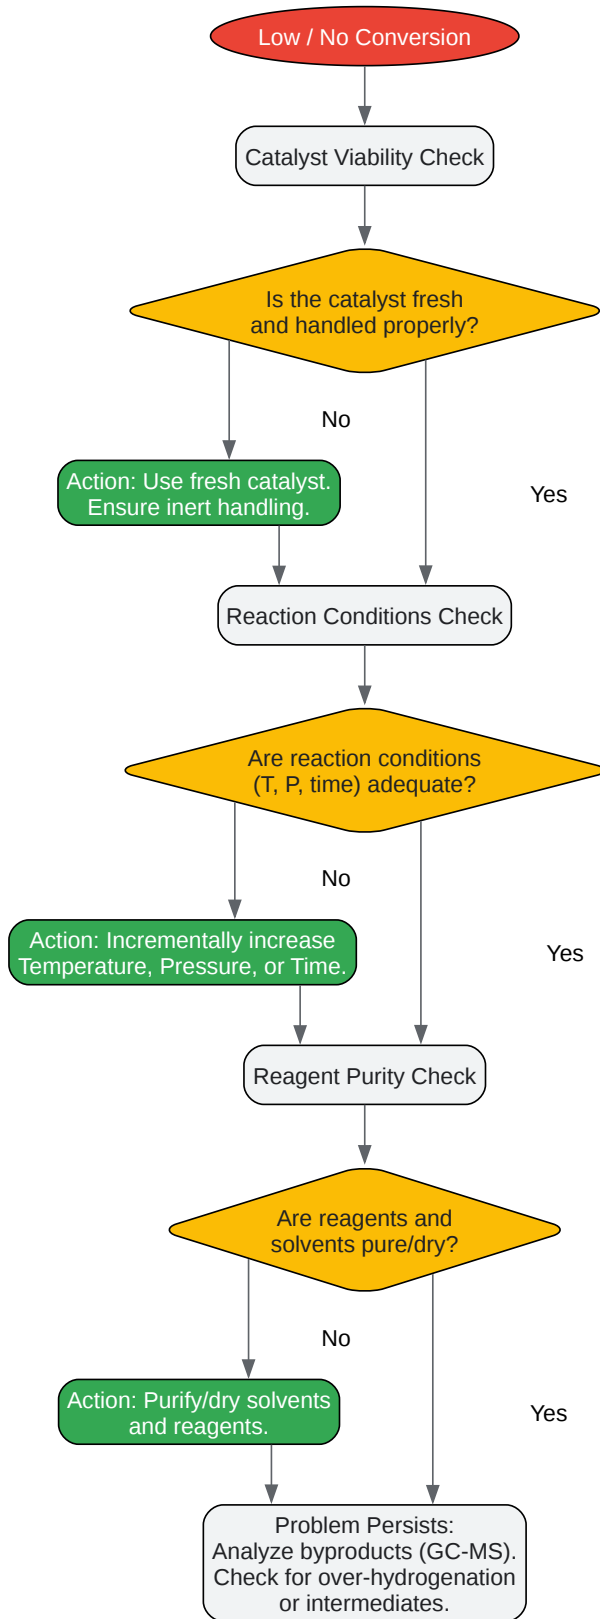 Low / No Conversion
Catalyst Viability Check
Is the catalyst fresh
and handled properly?
No
Yes
Action: Use fresh catalyst.
Ensure inert handling.
Reaction Conditions Check
Are reaction conditions
(T, P, time) adequate?
No
Yes
Action: Incrementally increase
Temperature, Pressure, or Time.
Reagent Purity Check
Are reagents and
solvents pure/dry?
No
Yes
Action: Purify/dry solvents
and reagents.
Problem Persists:
Analyze byproducts (GC-MS).
Check for over-hydrogenation
or intermediates.